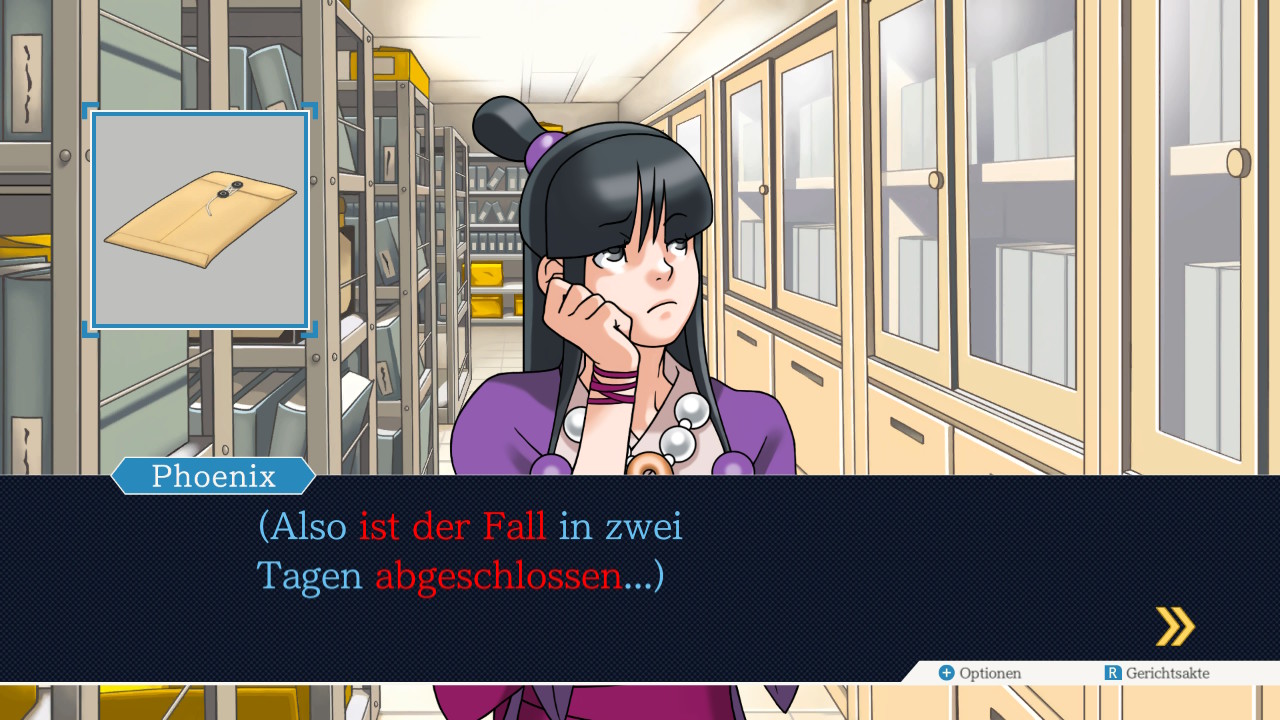 Phoenix
(Also ist der Fall in zwei
Tagen abgeschlossen...)
+ Optionen
R Gerichtsakte